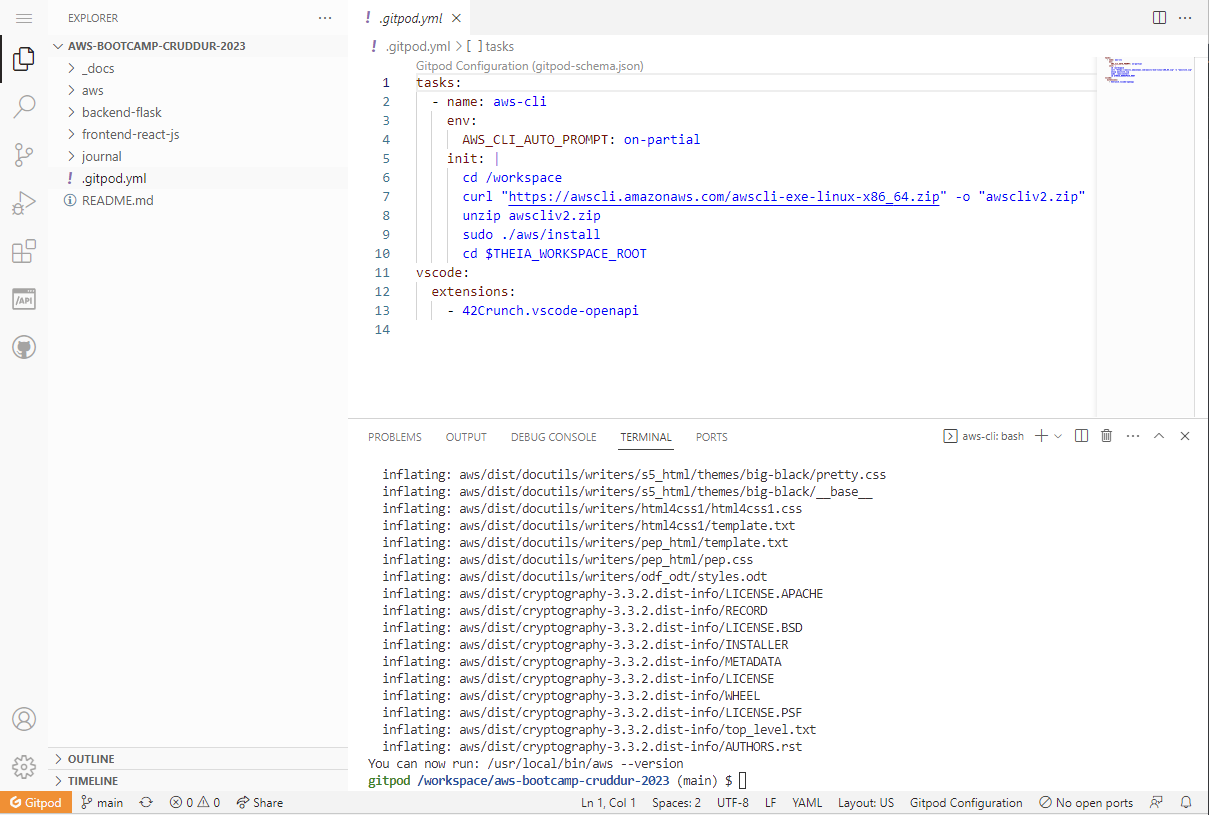 EXPLORER
AWS-BOOTCAMP-CRUDDUR-2023
_docs
aws
backend-flask
frontend-react-js
journal
! .gitpod.yml
README.md
OUTLINE
TIMELINE
/API
! .gitpod.yml
! .gitpod.yml > [ ] tasks
Gitpod Configuration (gitpod-schema.json)
1 tasks:
2 - name: aws-cli
3 env:
4 AWS_CLI_AUTO_PROMPT: on-partial
5 init: |
6 cd /workspace
7 curl "https://awscli.amazonaws.com/awscli-exe-linux-x86_64.zip" -o "awscliv2.zip"
8 unzip awscliv2.zip
9 sudo ./aws/install
10 cd $THEIA_WORKSPACE_ROOT
11 vscode:
12 extensions:
13 - 42Crunch.vscode-openapi
14
PROBLEMS OUTPUT DEBUG CONSOLE TERMINAL PORTS aws-cli: bash
inflating: aws/dist/docutils/writers/s5_html/themes/big-black/pretty.css
inflating: aws/dist/docutils/writers/s5_html/themes/big-black/__base__
inflating: aws/dist/docutils/writers/html4css1/html4css1.css
inflating: aws/dist/docutils/writers/html4css1/template.txt
inflating: aws/dist/docutils/writers/pep_html/template.txt
inflating: aws/dist/docutils/writers/pep_html/pep.css
inflating: aws/dist/docutils/writers/odf_odt/styles.odt
inflating: aws/dist/cryptography-3.3.2.dist-info/LICENSE.APACHE
inflating: aws/dist/cryptography-3.3.2.dist-info/RECORD
inflating: aws/dist/cryptography-3.3.2.dist-info/LICENSE.BSD
inflating: aws/dist/cryptography-3.3.2.dist-info/INSTALLER
inflating: aws/dist/cryptography-3.3.2.dist-info/METADATA
inflating: aws/dist/cryptography-3.3.2.dist-info/LICENSE
inflating: aws/dist/cryptography-3.3.2.dist-info/WHEEL
inflating: aws/dist/cryptography-3.3.2.dist-info/LICENSE.PSF
inflating: aws/dist/cryptography-3.3.2.dist-info/top_level.txt
inflating: aws/dist/cryptography-3.3.2.dist-info/AUTHORS.rst
You can now run: /usr/local/bin/aws --version
gitpod /workspace/aws-bootcamp-cruddur-2023 (main) $
Gitpod main 0 0 Share Ln 1, Col 1 Spaces: 2 UTF-8 LF YAML Layout: US Gitpod Configuration No open ports